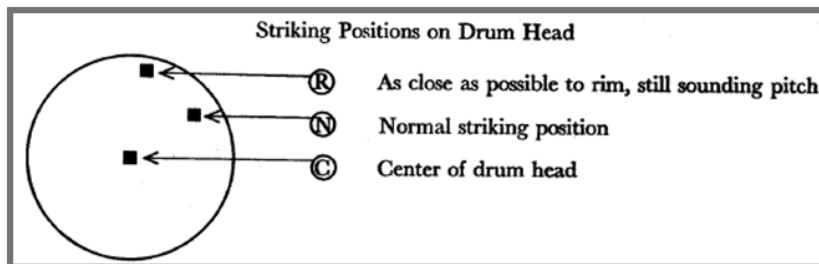 Striking Positions on Drum Head
Ⓡ As close as possible to rim, still sounding pitch
Ⓝ Normal striking position
Ⓒ Center of drum head